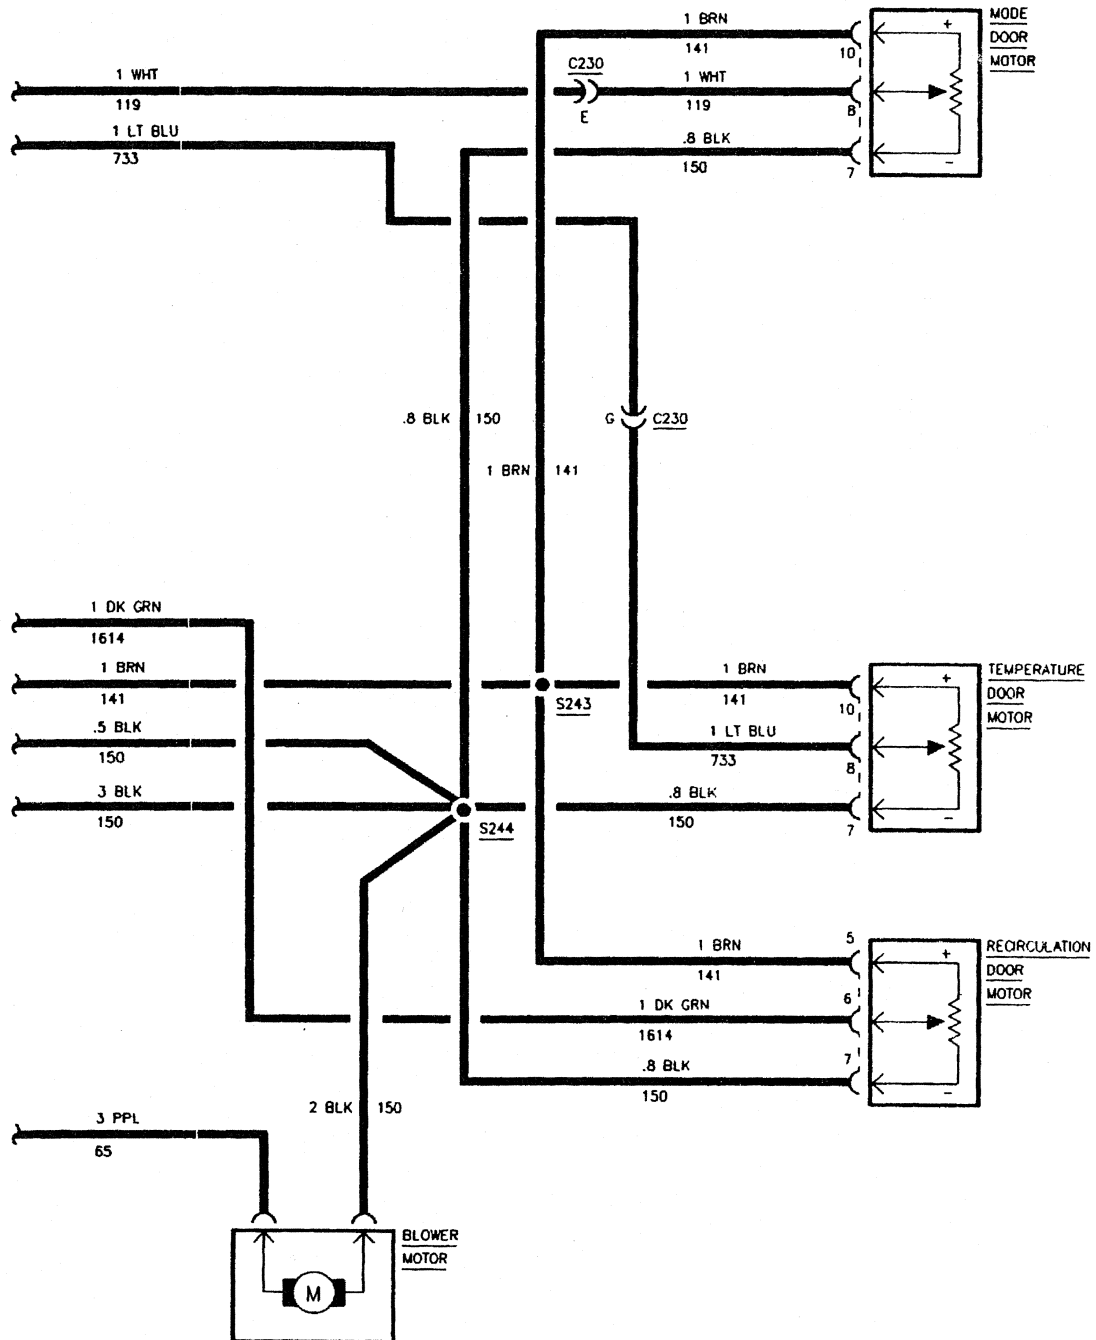 1 BRN
141
10
+
MODE
DOOR
MOTOR
1 WHT
119
C230
E
1 WHT
119
8
1 LT BLU
733
.8 BLK
150
7
-
.8 BLK 150
G C230
1 BRN 141
1 DK GRN
1614
1 BRN
141
S243
1 BRN
141
10
+
TEMPERATURE
DOOR
MOTOR
.5 BLK
150
1 LT BLU
733
8
3 BLK
150
S244
.8 BLK
150
7
-
1 BRN
141
5
+
RECIRCULATION
DOOR
MOTOR
1 DK GRN
1614
6
.8 BLK
150
7
-
2 BLK 150
3 PPL
65
BLOWER
MOTOR
M